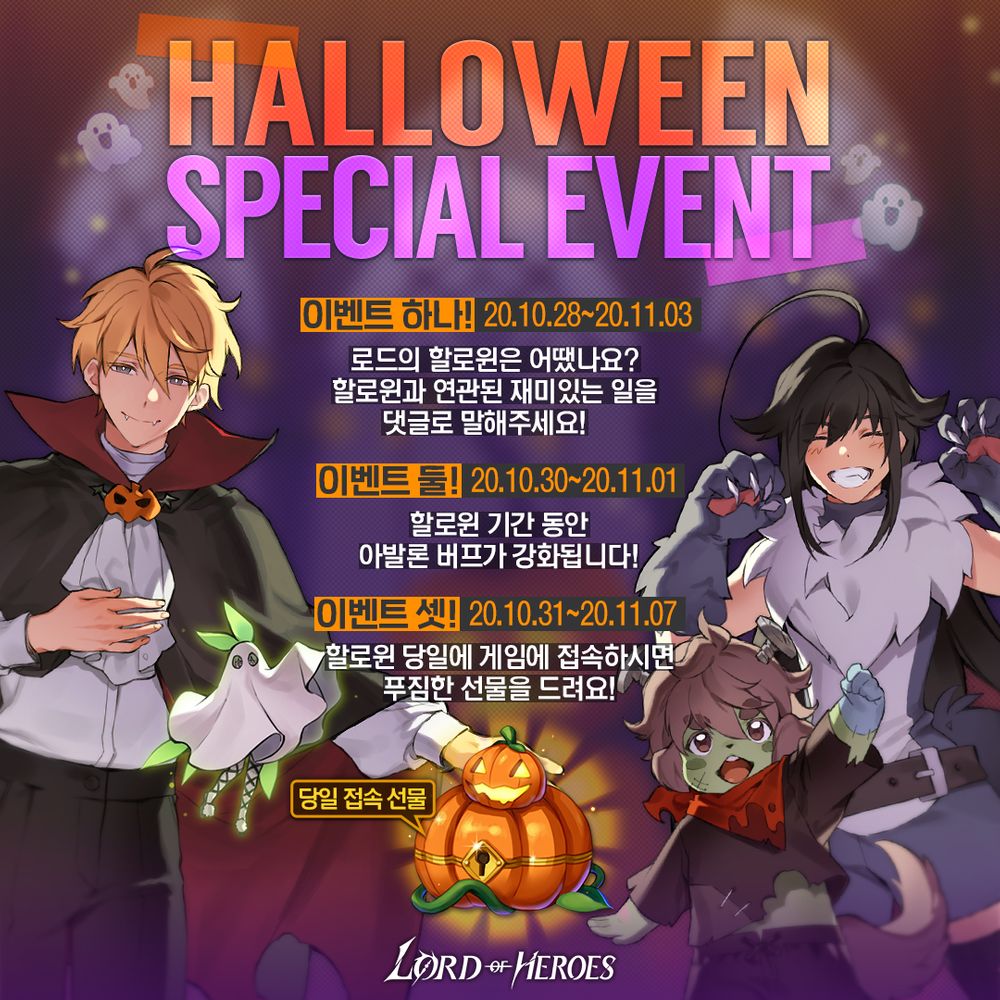 HALLOWEEN
SPECIAL EVENT
이벤트 하나! 20.10.28~20.11.03
로드의 할로윈은 어땠나요?
할로윈과 연관된 재미있는 일을
댓글로 말해주세요!
이벤트 둘! 20.10.30~20.11.01
할로윈 기간 동안
아발론 버프가 강화됩니다!
이벤트 셋! 20.10.31~20.11.07
할로윈 당일에 게임에 접속하시면
푸짐한 선물을 드려요!
당일 접속 선물
LORD OF HEROES